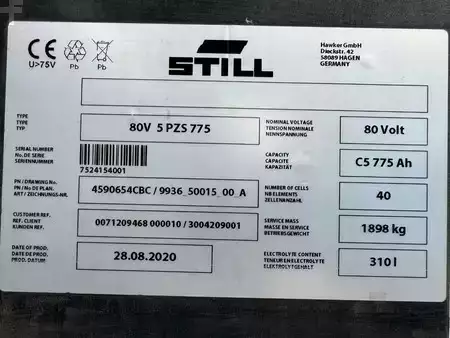 CE
U>75V
Pb
Pb
STILL
Hawker GmbH
Dieckstr. 42
58089 HAGEN
GERMANY
TYPE
TYPE
TYP
80V 5 PZS 775
NOMINAL VOLTAGE
TENSION NOMINALE
NENNSPANNUNG
80 Volt
SERIAL NUMBER
No. DE SERIE
SERIENNUMMER
7524154001
CAPACITY
CAPACITE
KAPAZITÄT
C5 775 Ah
PN / DRAWING No.
PN / No DE PLAN.
ART / ZEICHNUNGS-NR.
4590654CBC / 9936_50015_00_A
NUMBER OF CELLS
NB ELEMENTS
ZELLENANZAHL
40
CUSTOMER REF.
REF. CLIENT
KUNDEN REF.
0071209468 000010 / 3004209001
SERVICE MASS
MASSE EN SERVICE
BETRIEBSGEWICHT
1898 kg
DATE OF PROD.
DATE DE PROD.
PROD. DATUM
28.08.2020
ELECTROLYTE CONTENT
TENEUR EN ELECTROLYTE
ELEKTROLYTGEHALT
310 l